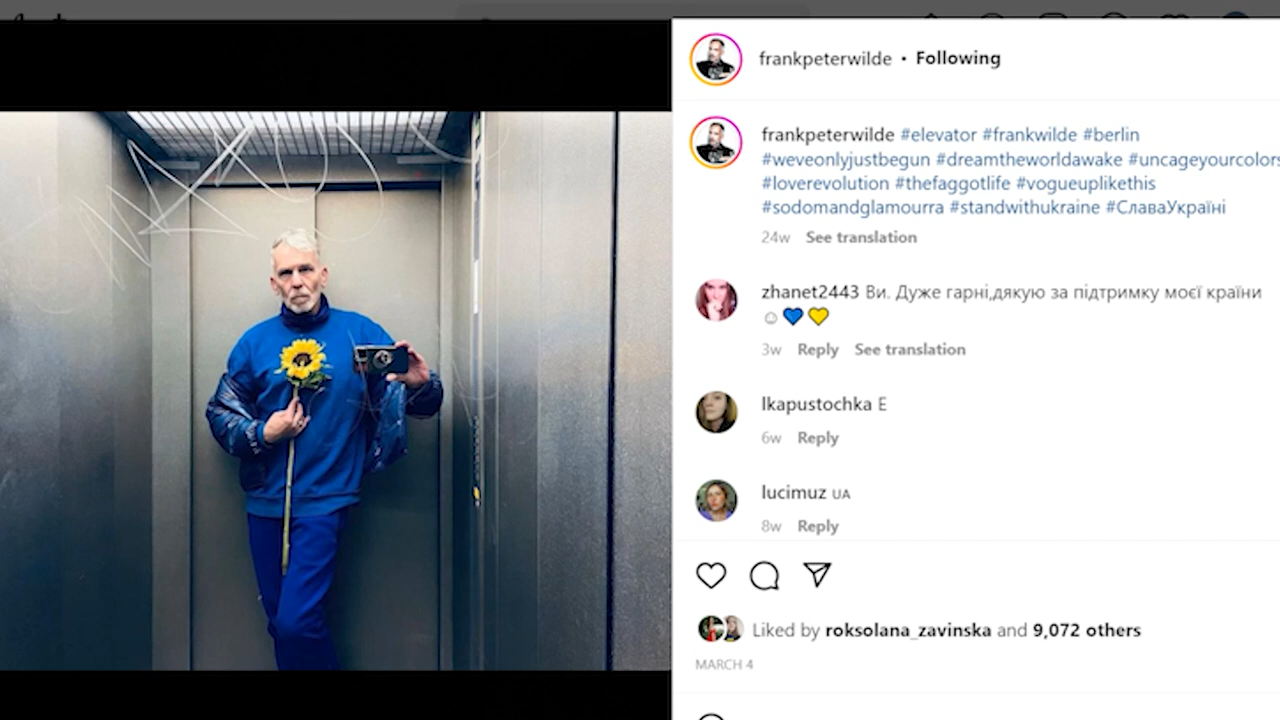 frankpeterwilde • Following
frankpeterwilde #elevator #frankwilde #berlin
#weveonlyjustbegun #dreamtheworldawake #uncageyourcolors
#loverevolution #thefaggotlife #vogueuplikethis
#sodomandglamourra #standwithukraine #СлаваУкраїні
24w See translation
zhanet2443 Ви. Дуже гарні,дякую за підтримку моєї країни
☺💙💛
3w Reply See translation
lkapustochka E
6w Reply
lucimuz UA
8w Reply
Liked by roksolana_zavinska and 9,072 others
MARCH 4